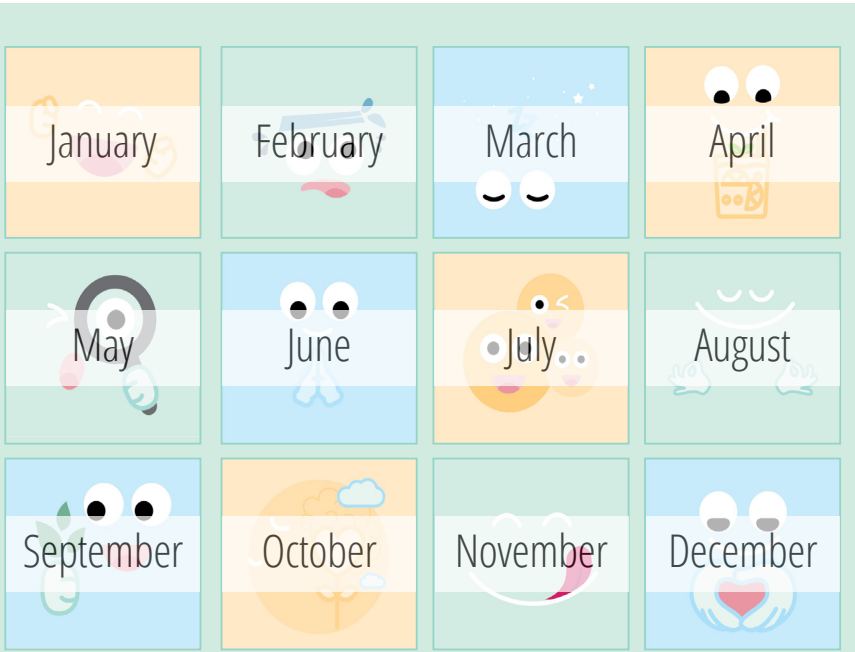 January
February
March
April
May
June
July
August
September
October
November
December